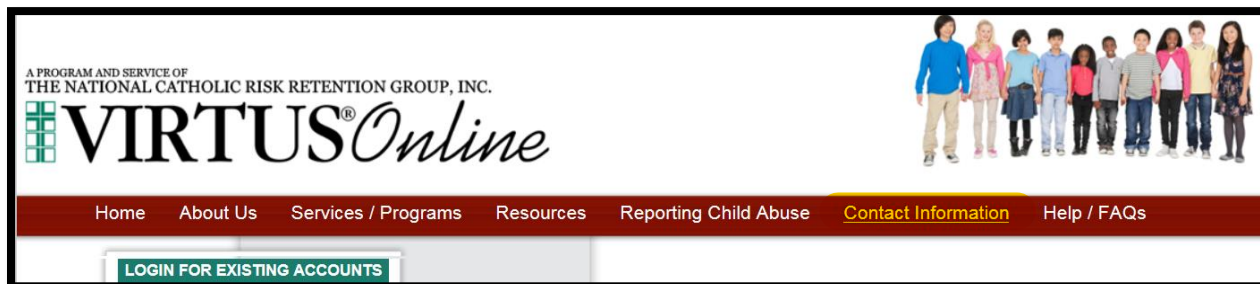 A PROGRAM AND SERVICE OF
THE NATIONAL CATHOLIC RISK RETENTION GROUP, INC.
VIRTUS®Online
Home About Us Services / Programs Resources Reporting Child Abuse Contact Information Help / FAQs
LOGIN FOR EXISTING ACCOUNTS